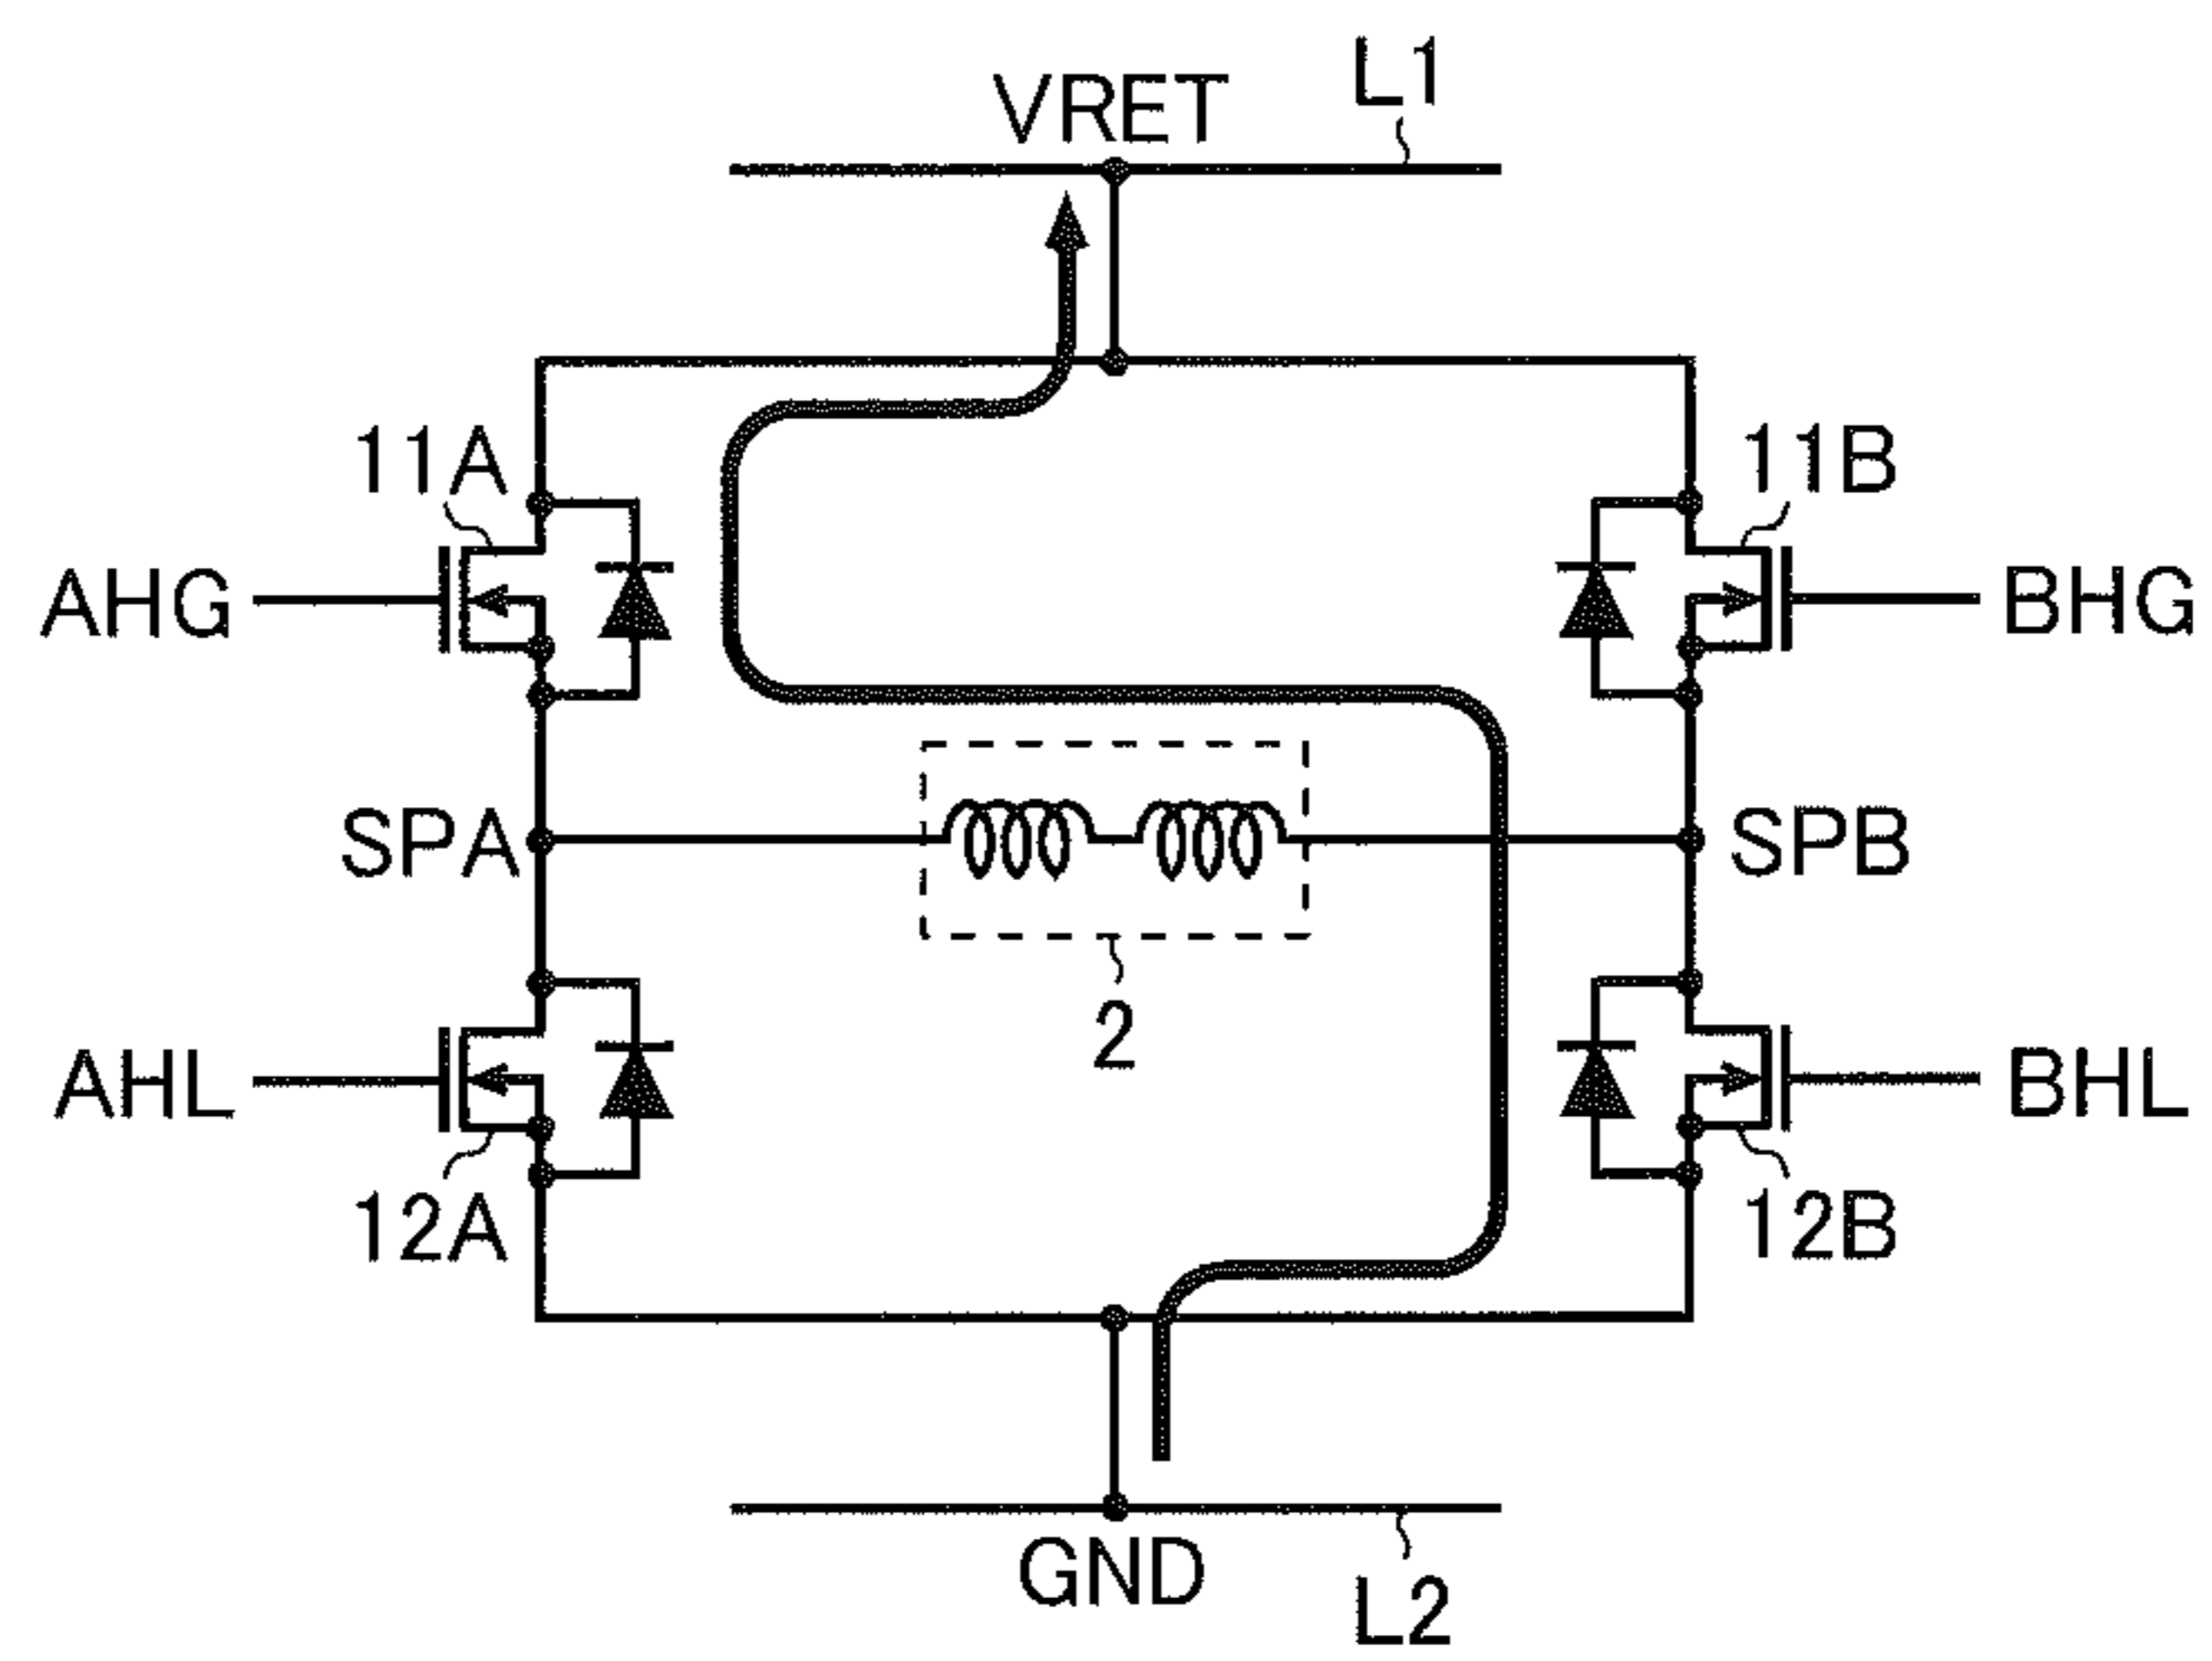 L1
VRET
11A
11B
AHG
BHG
SPA
SPB
2
AHL
BHL
12A
12B
GND
L2